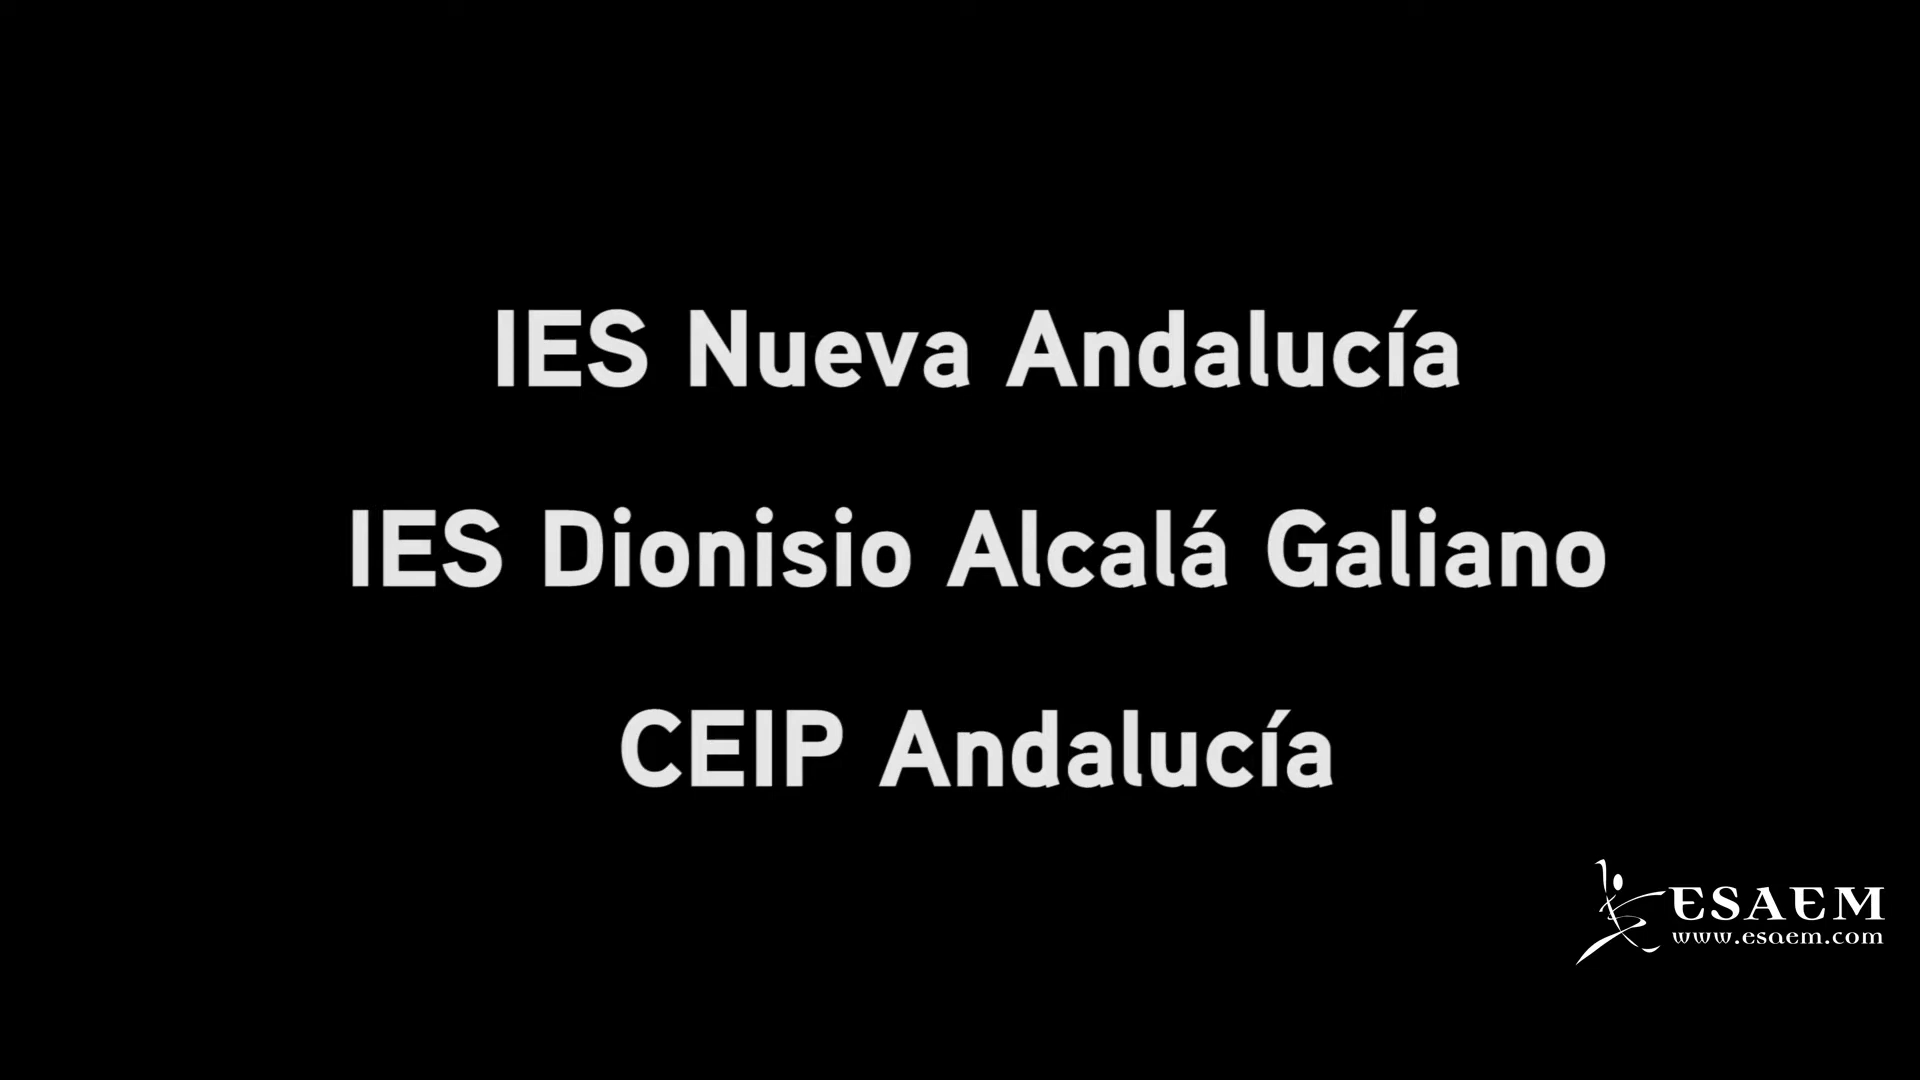 IES Nueva Andalucía
IES Dionisio Alcalá Galiano
CEIP Andalucía
ESAEM
www.esaem.com